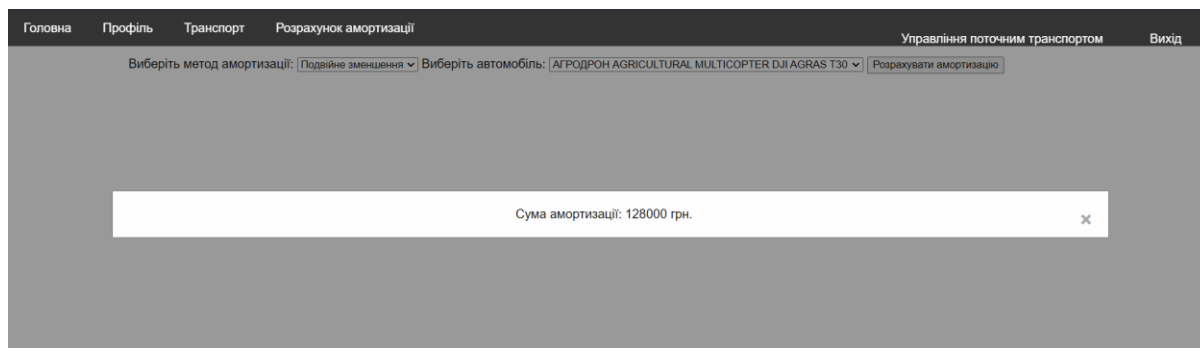 Головна Профіль Транспорт Розрахунок амортизації
Управління поточним транспортом Вихід
Виберіть метод амортизації: Подвійне зменшення Виберіть автомобіль: АГРОДРОН AGRICULTURAL MULTICOPTER DJI AGRAS T30 Розрахувати амортизацію
Сума амортизації: 128000 грн.
×